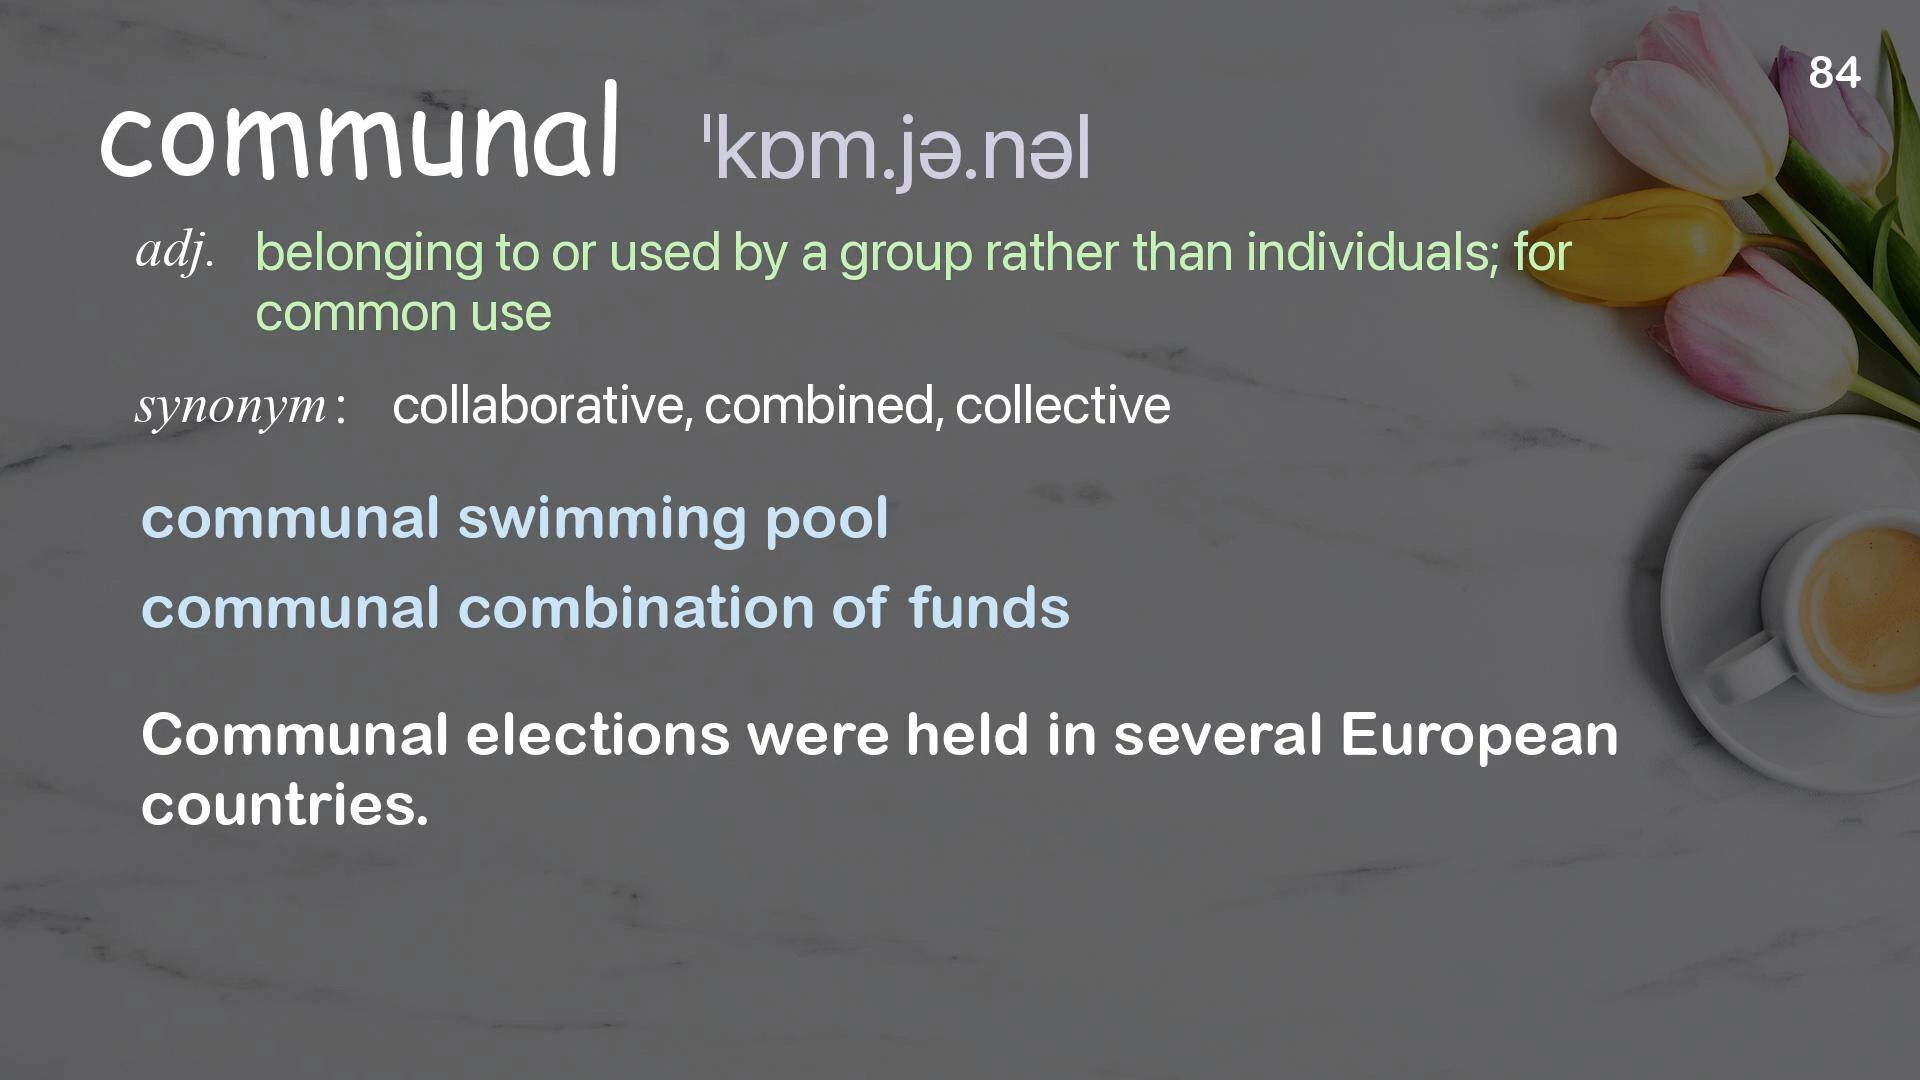 84
communal ˈkɒm.jə.nəl
adj. belonging to or used by a group rather than individuals; for
common use
synonym : collaborative, combined, collective
communal swimming pool
communal combination of funds
Communal elections were held in several European
countries.